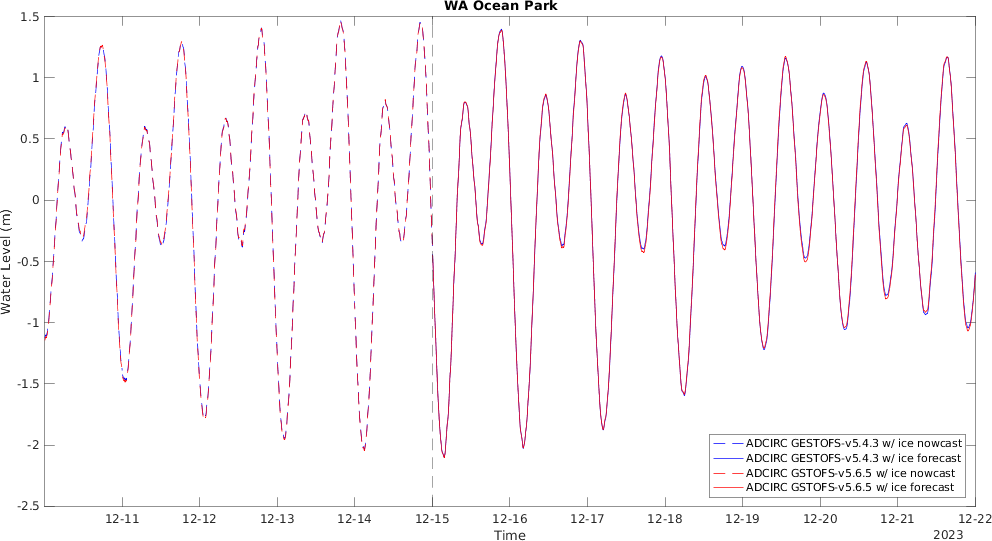 WA Ocean Park
1.5
1
0.5
0
-0.5
-1
-1.5
-2
-2.5
Water Level (m)
ADCIRC GESTOFS-v5.4.3 w/ ice nowcast
ADCIRC GESTOFS-v5.4.3 w/ ice forecast
ADCIRC GSTOFS-v5.6.5 w/ ice nowcast
ADCIRC GSTOFS-v5.6.5 w/ ice forecast
12-11 12-12 12-13 12-14 12-15 12-16 12-17 12-18 12-19 12-20 12-21 12-22
Time
2023